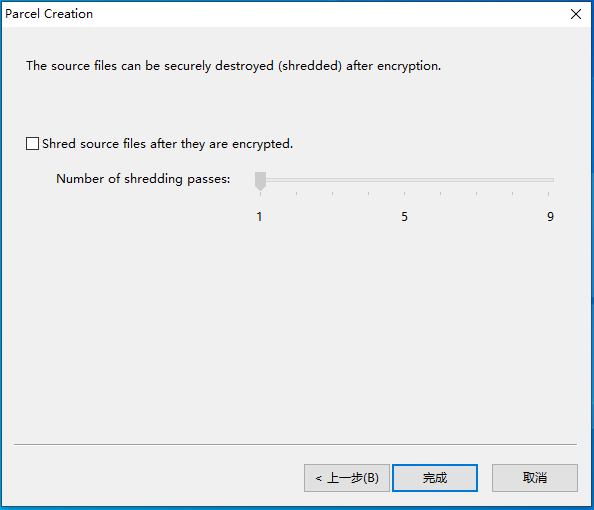 Parcel Creation
The source files can be securely destroyed (shredded) after encryption.
Shred source files after they are encrypted.
Number of shredding passes:
1 5 9
< 上一步(B) 完成 取消